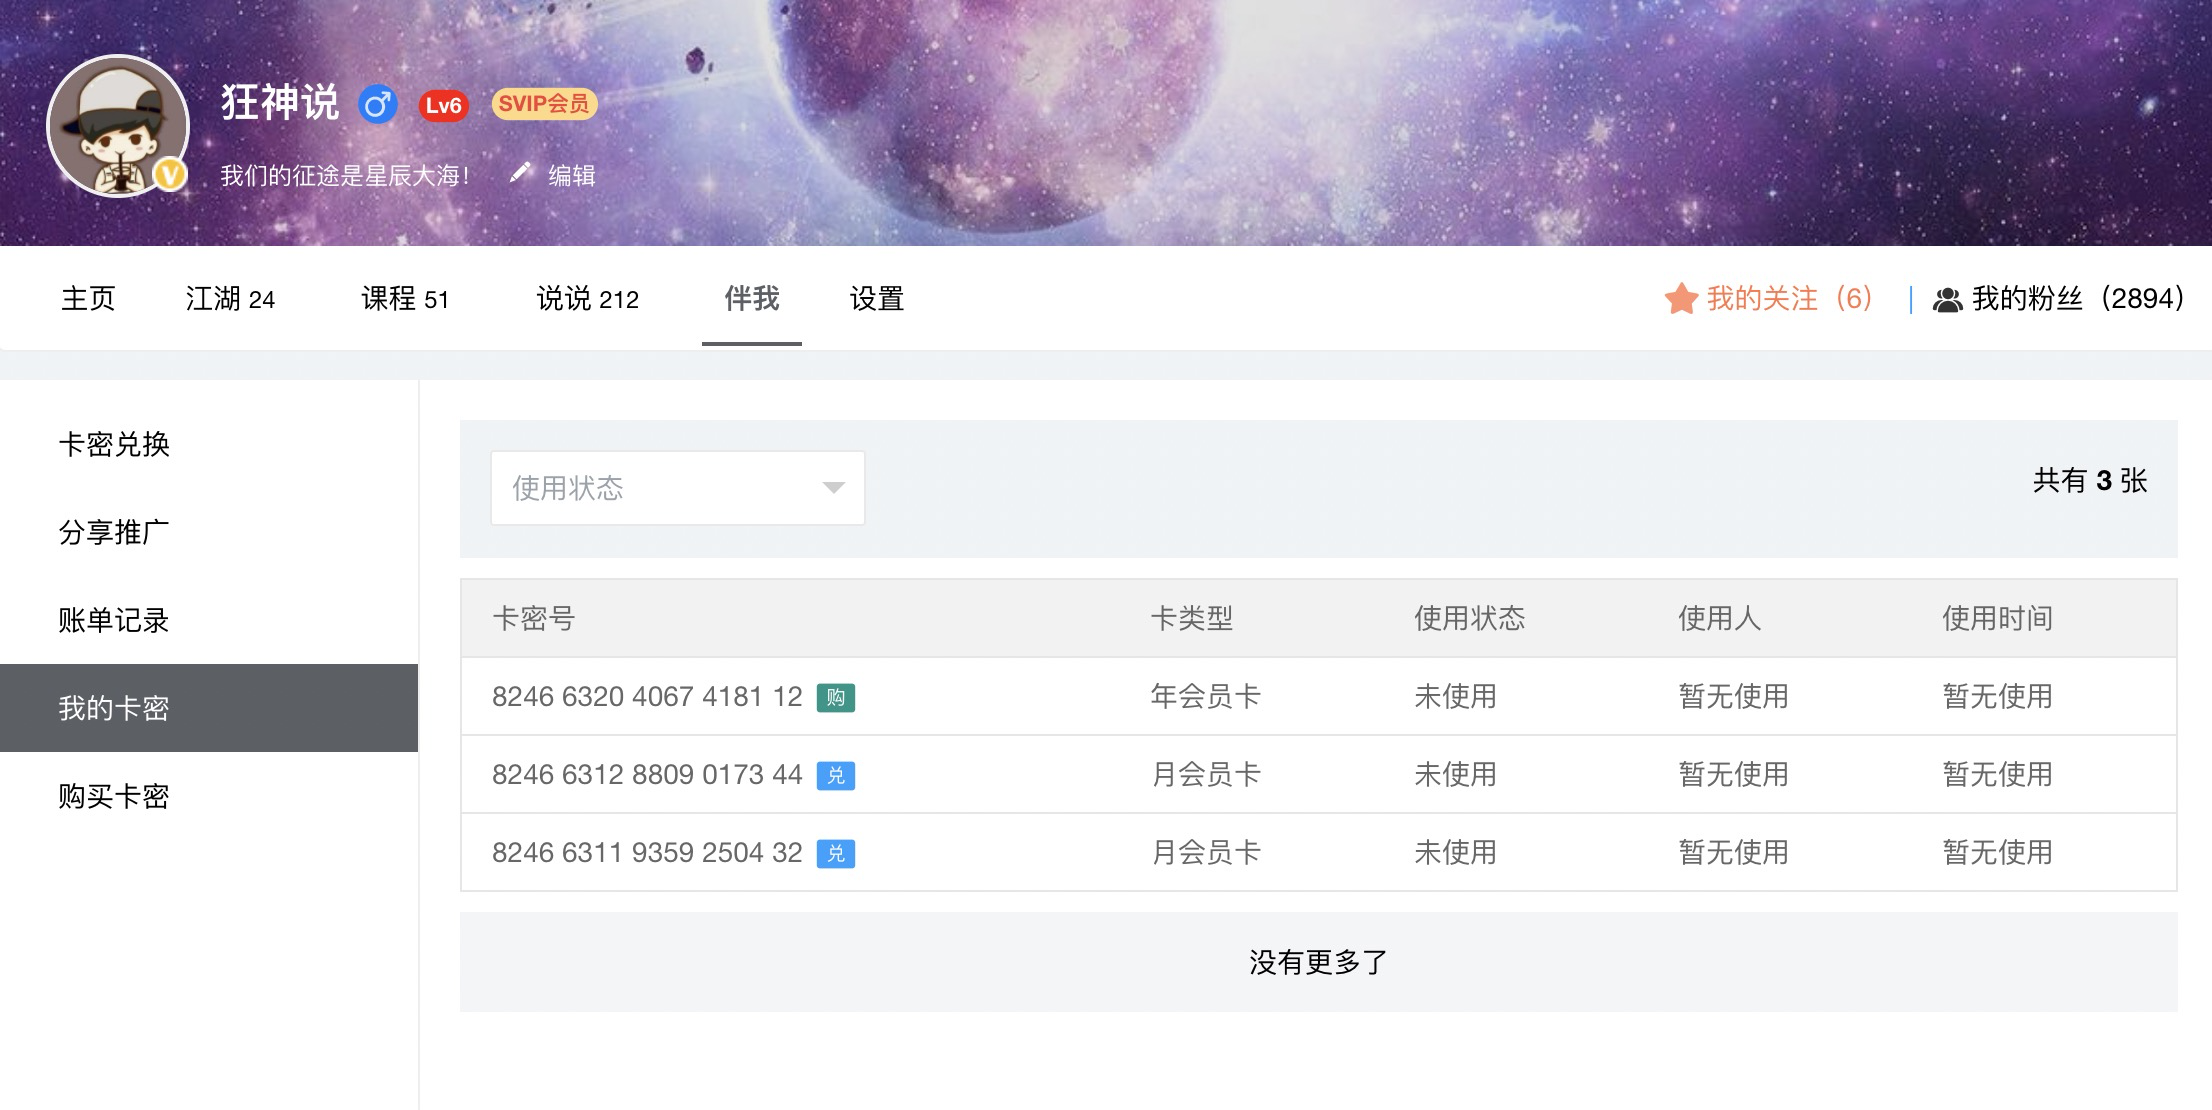 狂神说 Lv6 SVIP会员
V
我们的征途是星辰大海！ 编辑
主页 江湖 24 课程 51 说说 212 伴我 设置 我的关注（6） | 我的粉丝（2894）
卡密兑换
分享推广
账单记录
我的卡密
购买卡密
使用状态 共有 3 张
卡密号 卡类型 使用状态 使用人 使用时间
8246 6320 4067 4181 12 购 年会员卡 未使用 暂无使用 暂无使用
8246 6312 8809 0173 44 兑 月会员卡 未使用 暂无使用 暂无使用
8246 6311 9359 2504 32 兑 月会员卡 未使用 暂无使用 暂无使用
没有更多了